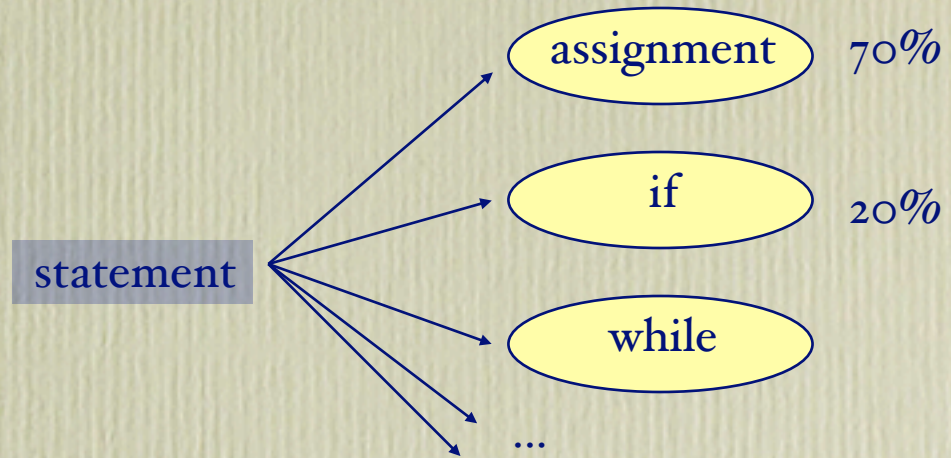 assignment 70%
if 20%
statement
while
...